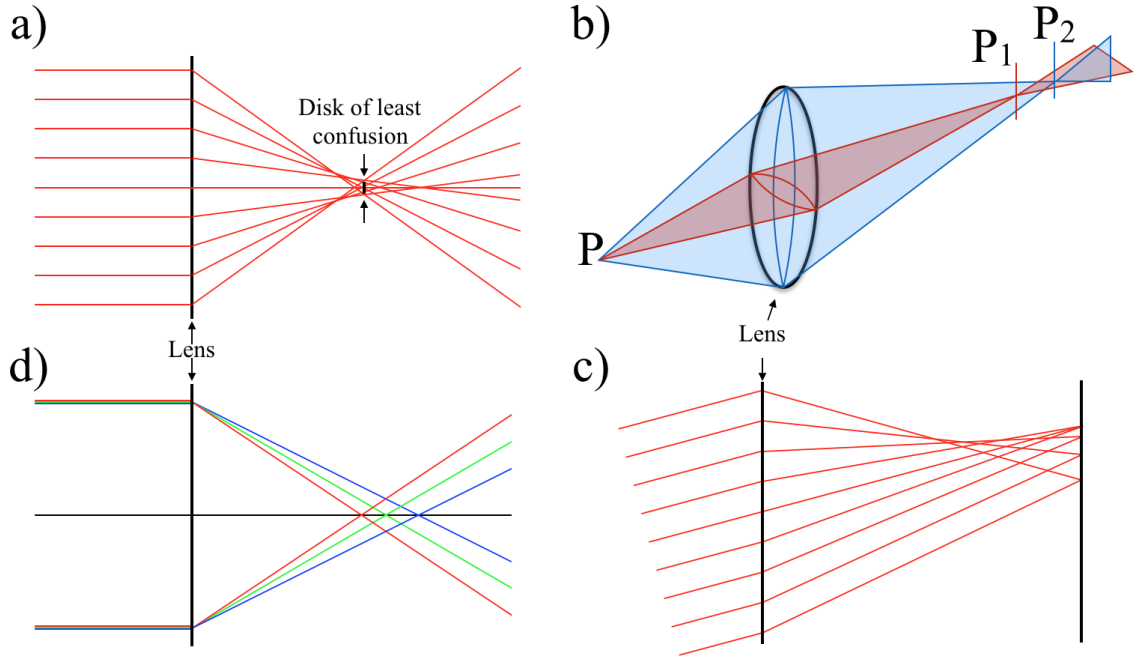 a)
Disk of least
confusion
b)
P
P1
P2
Lens
Lens
d)
c)